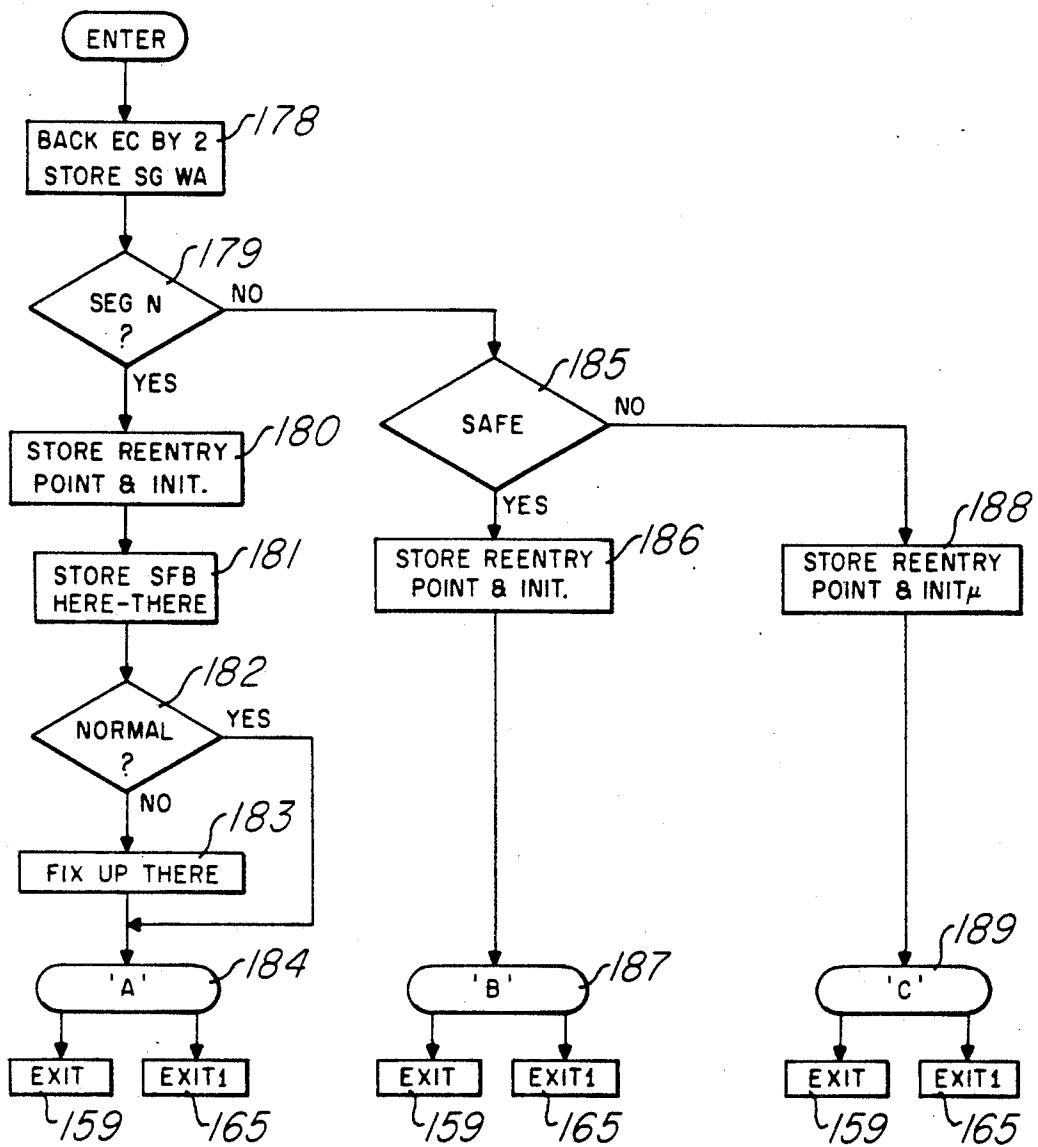 ENTER
BACK EC BY 2
STORE SG WA
178
SEG N
?
179
NO
YES
STORE REENTRY
POINT & INIT.
180
STORE SFB
HERE-THERE
181
NORMAL
?
182
YES
NO
FIX UP THERE
183
'A'
184
EXIT
159
EXIT1
165
SAFE
185
NO
YES
STORE REENTRY
POINT & INIT.
186
'B'
187
EXIT
159
EXIT1
165
STORE REENTRY
POINT & INITμ
188
'C'
189
EXIT
159
EXIT1
165